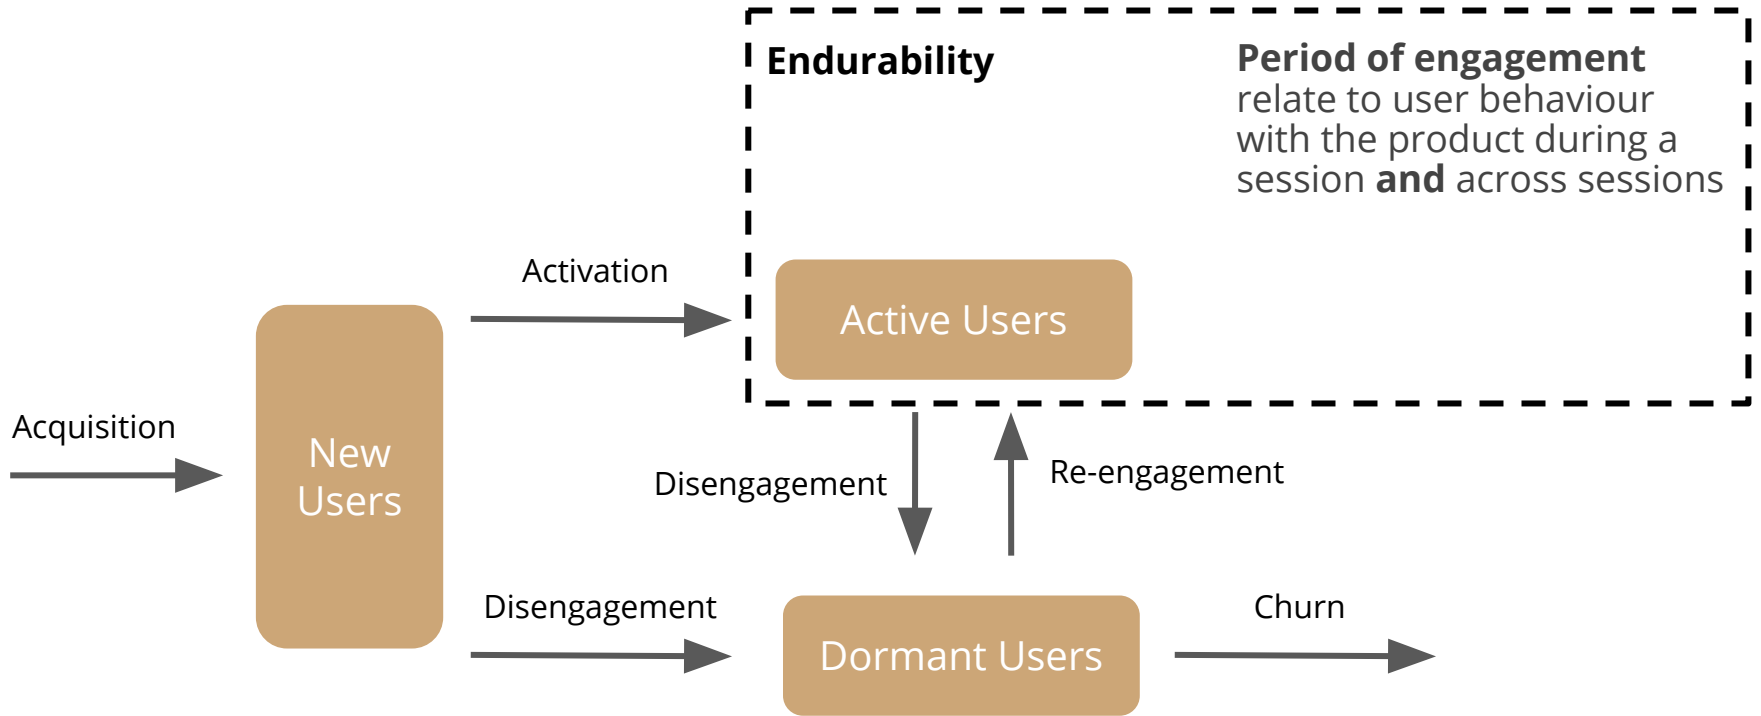 Endurability
Period of engagement
relate to user behaviour
with the product during a
session and across sessions
Activation
Active Users
Acquisition
New
Users
Disengagement
Re-engagement
Disengagement
Dormant Users
Churn